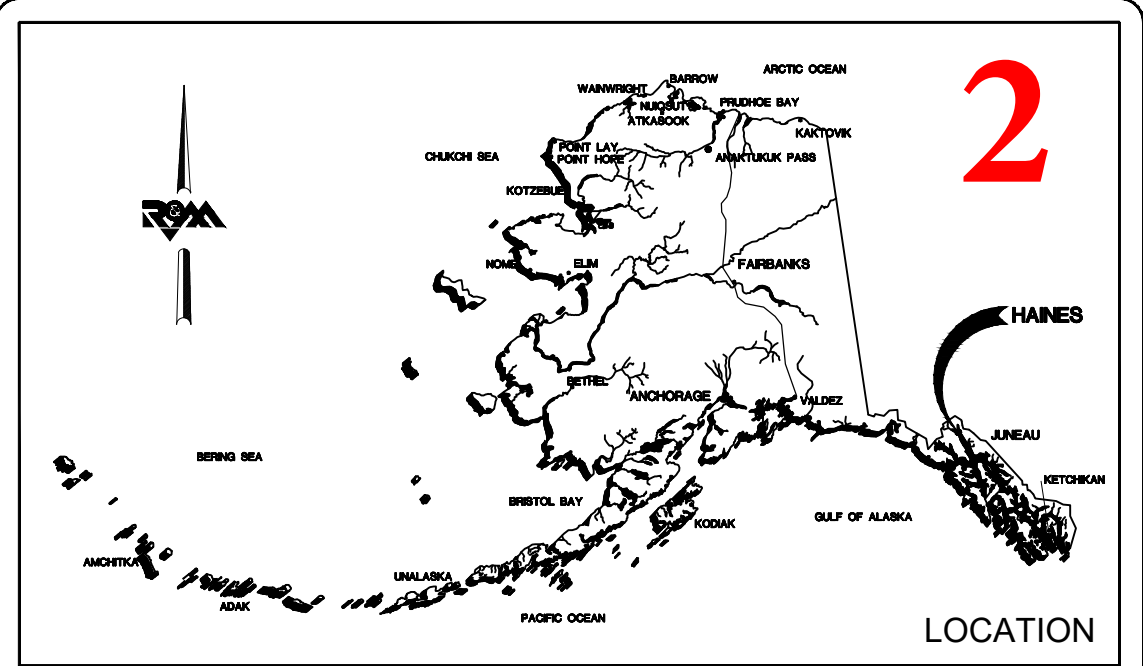 ARCTIC OCEAN
2
BARROW
WAINWRIGHT
NUIQSUT
PRUDHOE BAY
ATKASOOK
KAKTOVIK
POINT LAY
POINT HOPE
CHUKCHI SEA
ANAKTUKUK PASS
KOTZEBUE
R&M
NOME
ELIM
FAIRBANKS
HAINES
BETHEL
ANCHORAGE
VALDEZ
JUNEAU
BERING SEA
KETCHIKAN
BRISTOL BAY
GULF OF ALASKA
KODIAK
AMCHITKA
UNALASKA
ADAK
PACIFIC OCEAN
LOCATION